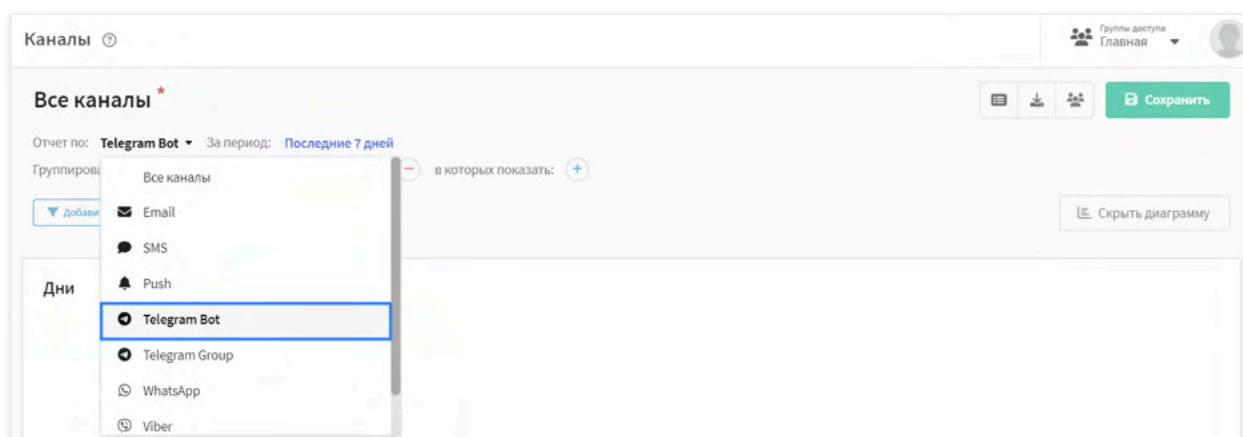 Каналы
Группы доступа
Главная
Все каналы *
Сохранить
Отчет по: Telegram Bot За период: Последние 7 дней
в которых показать:
Все каналы
Email
SMS
Push
Telegram Bot
Telegram Group
WhatsApp
Viber
Скрыть диаграмму
Дни